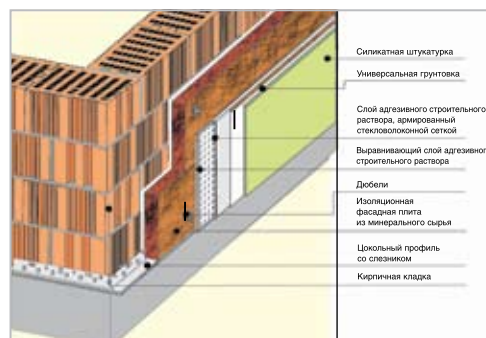 Силикатная штукатурка
Универсальная грунтовка
Слой адгезивного строительного
раствора, армированный
стекловолоконной сеткой
Выравнивающий слой адгезивног
строительного раствора
Дюбели
Изоляционная
фасадная плита
из минерального сырья
Цокольный профиль
со слезником
Кирпичная кладка